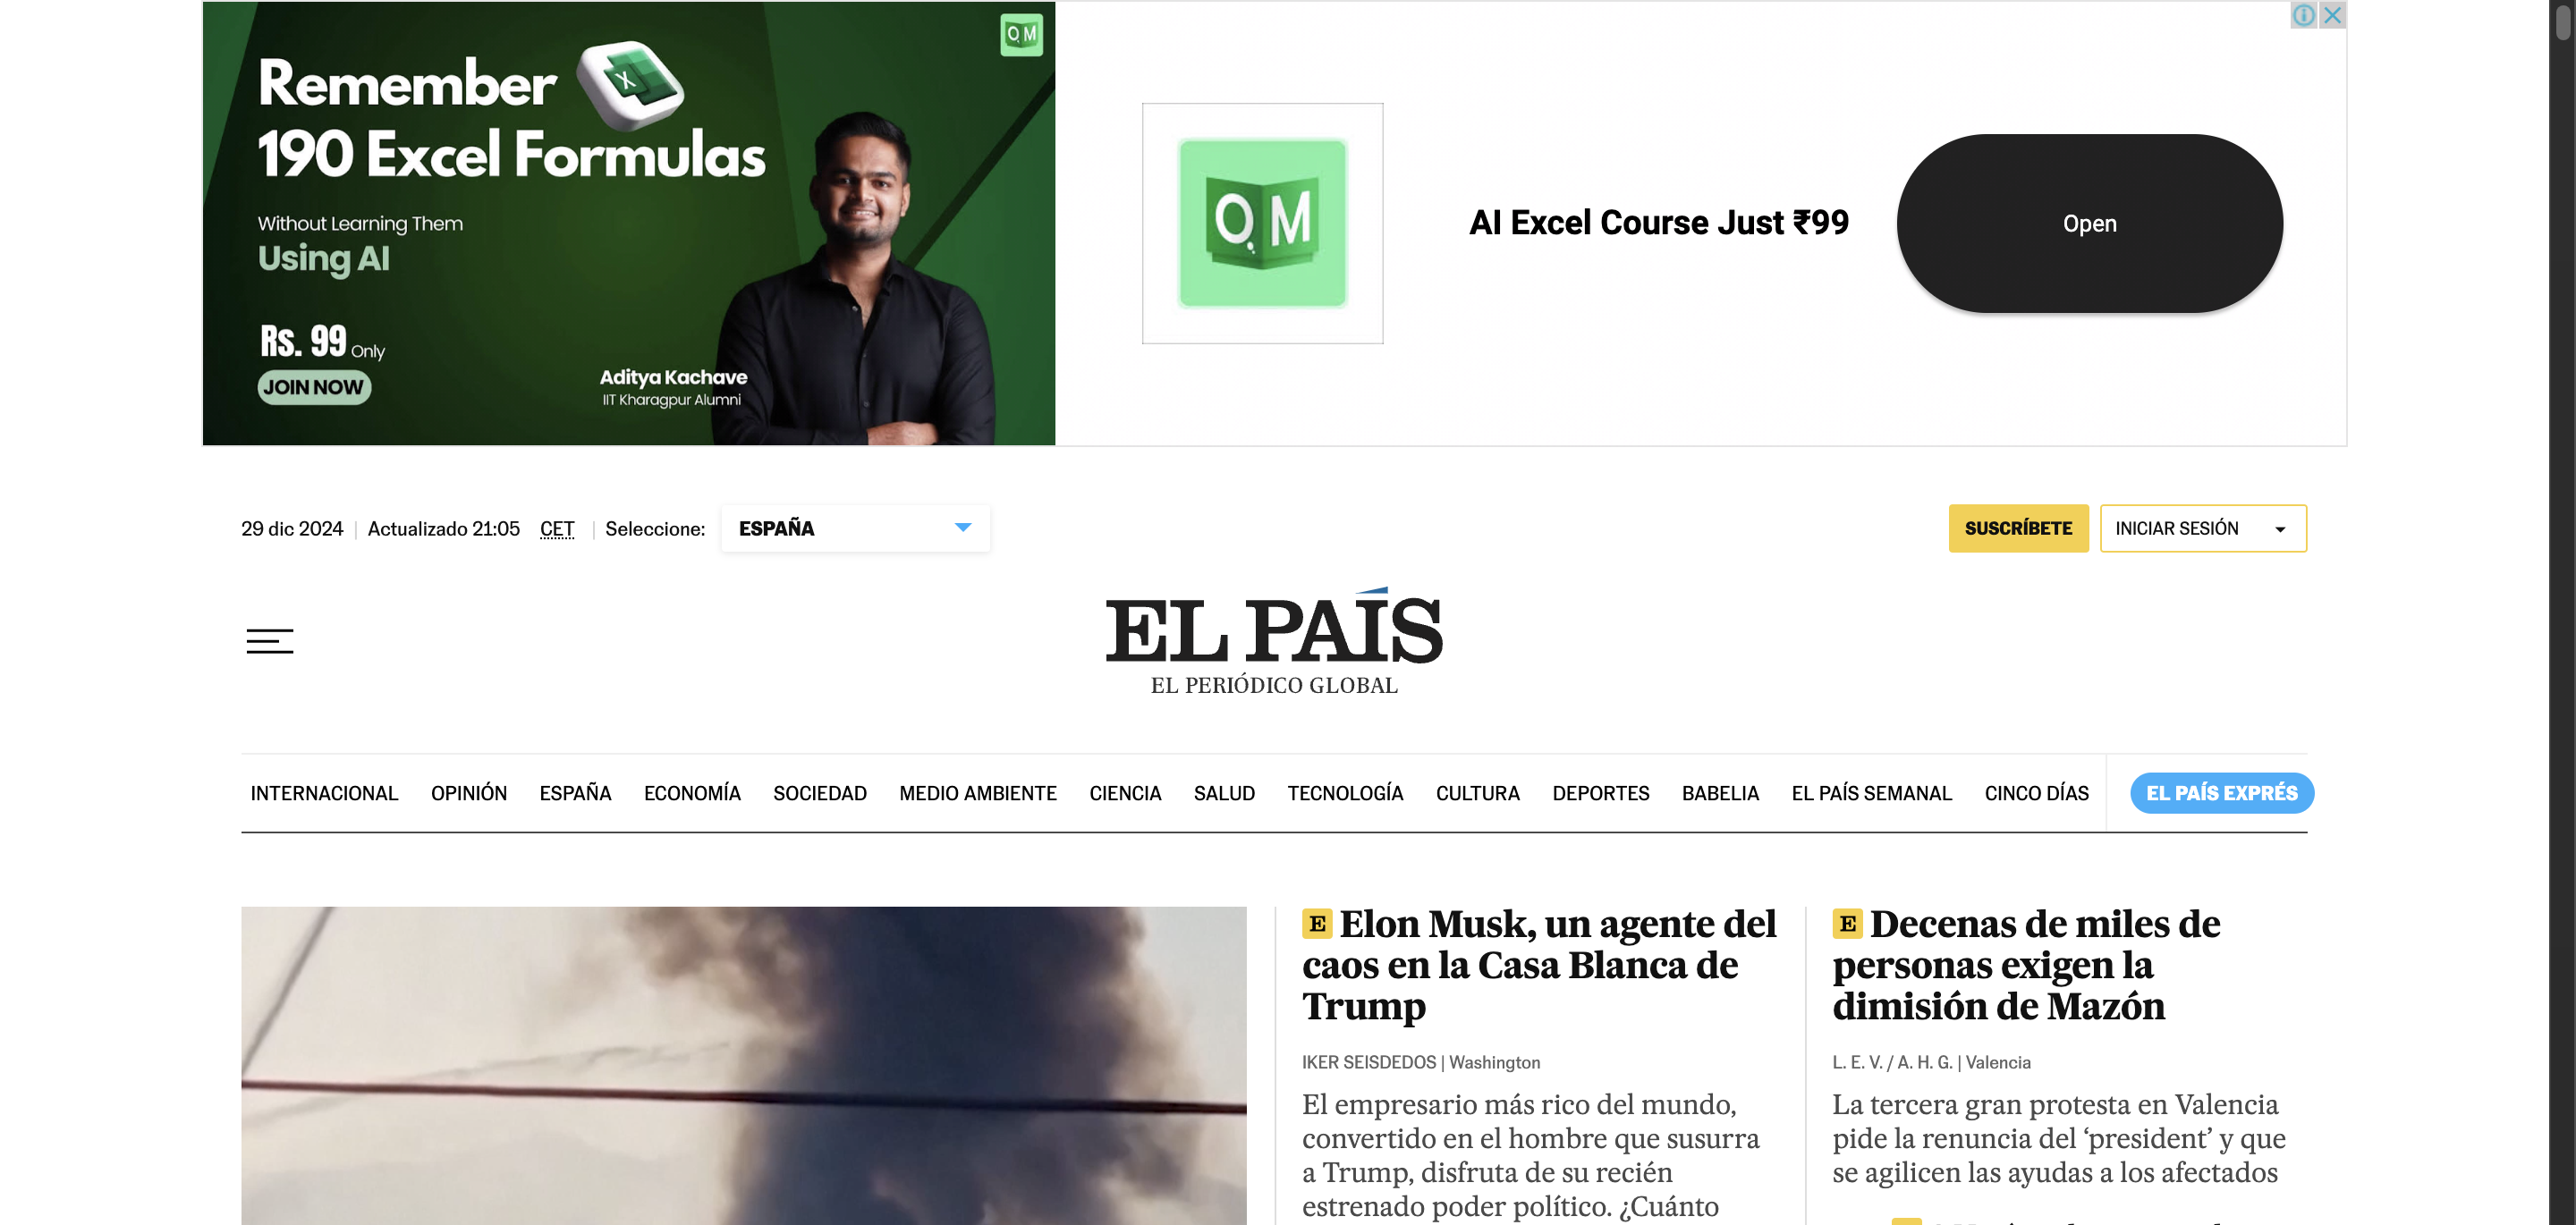 Remember
190 Excel Formulas
Without Learning Them
Using AI
Rs. 99 Only
JOIN NOW
Aditya Kachave
IIT Kharagpur Alumni
X
QM
QM
AI Excel Course Just ₹99
Open
29 dic 2024 | Actualizado 21:05 CET | Seleccione: ESPAÑA
SUSCRÍBETE
INICIAR SESIÓN
EL PAÍS
EL PERIÓDICO GLOBAL
INTERNACIONAL OPINIÓN ESPAÑA ECONOMÍA SOCIEDAD MEDIO AMBIENTE CIENCIA SALUD TECNOLOGÍA CULTURA DEPORTES BABELIA EL PAÍS SEMANAL CINCO DÍAS EL PAÍS EXPRÉS
E Elon Musk, un agente del
caos en la Casa Blanca de
Trump
IKER SEISDEDOS | Washington
El empresario más rico del mundo,
convertido en el hombre que susurra
a Trump, disfruta de su recién
estrenado poder político. ¿Cuánto
E Decenas de miles de
personas exigen la
dimisión de Mazón
L. E. V. / A. H. G. | Valencia
La tercera gran protesta en Valencia
pide la renuncia del ‘president’ y que
se agilicen las ayudas a los afectados